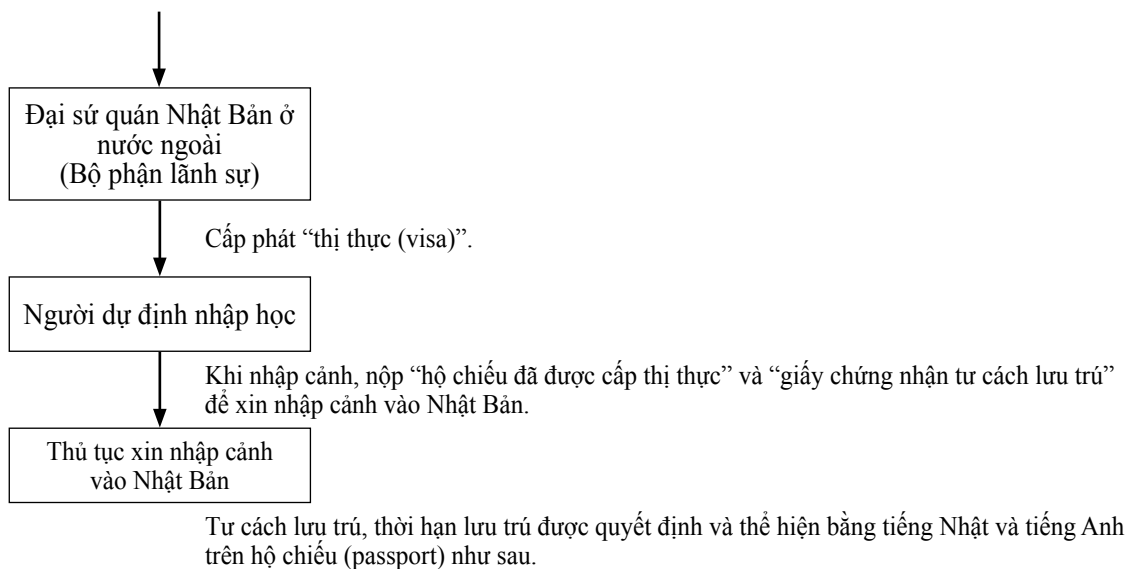 Đại sứ quán Nhật Bản ở
nước ngoài
(Bộ phận lãnh sự)
Cấp phát “thị thực (visa)”.
Người dự định nhập học
Khi nhập cảnh, nộp “hộ chiếu đã được cấp thị thực” và “giấy chứng nhận tư cách lưu trú”
để xin nhập cảnh vào Nhật Bản.
Thủ tục xin nhập cảnh
vào Nhật Bản
Tư cách lưu trú, thời hạn lưu trú được quyết định và thể hiện bằng tiếng Nhật và tiếng Anh
trên hộ chiếu (passport) như sau.